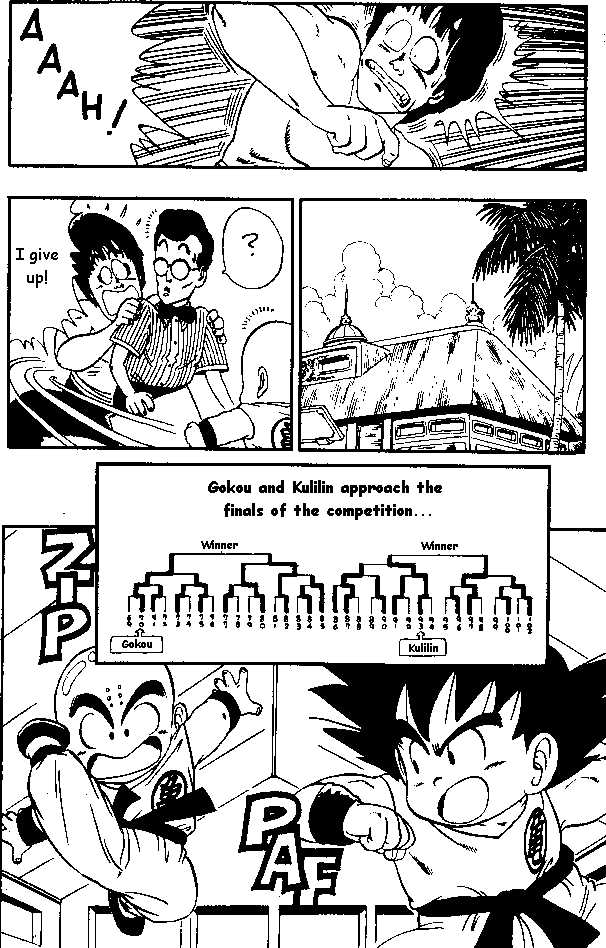 AAAH!
I give
up!
?
Gokou and Kulilin approach the
finals of the competition...
Winner
Winner
Gokou
Kulilin
ZIP
PAF